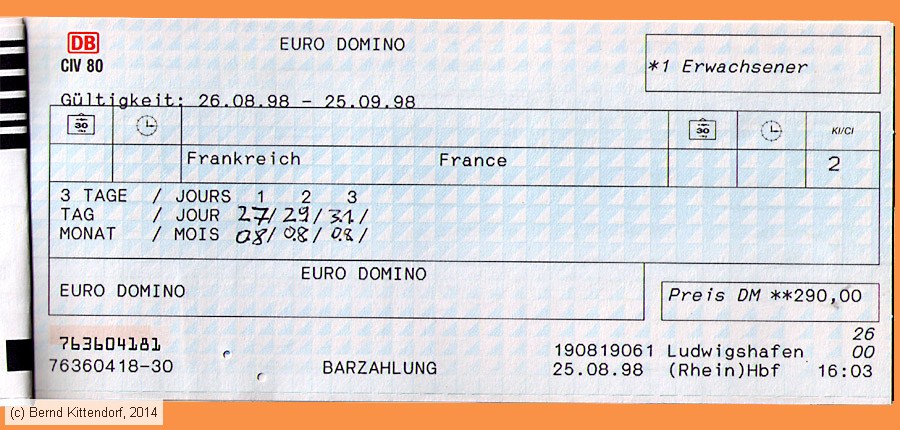 DB
EURO DOMINO
CIV 80
*1 Erwachsener
Gültigkeit: 26.08.98 - 25.09.98
30
30
Kl/Cl
Frankreich France
2
3 TAGE / JOURS 1 2 3
TAG / JOUR 27/ 29/ 31/
MONAT / MOIS 08/ 08/ 08/
EURO DOMINO
EURO DOMINO
Preis DM **290,00
26
763604181
190819061 Ludwigshafen 00
76360418-30 BARZAHLUNG 25.08.98 (Rhein)Hbf 16:03
(c) Bernd Kittendorf, 2014